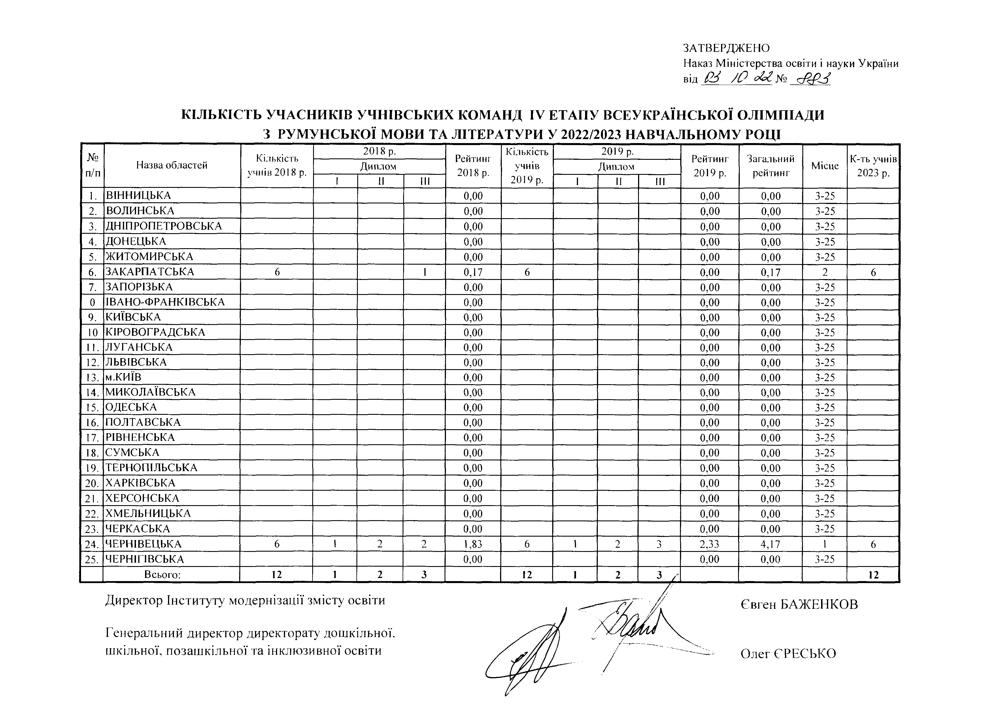 ЗАТВЕРДЖЕНО
Наказ Міністерства освіти і науки України
від 03 10 22 № 883
КІЛЬКІСТЬ УЧАСНИКІВ УЧНІВСЬКИХ КОМАНД IV ЕТАПУ ВСЕУКРАЇНСЬКОЇ ОЛІМПІАДИ
З РУМУНСЬКОЇ МОВИ ТА ЛІТЕРАТУРИ У 2022/2023 НАВЧАЛЬНОМУ РОЦІ
№ п/п Назва областей Кількість учнів 2018 р. 2018 р. Диплом I II III Рейтинг 2018 р. Кількість учнів 2019 р. 2019 р. Диплом I II III Рейтинг 2019 р. Загальний рейтинг Місце К-ть учнів 2023 р.
1. ВІННИЦЬКА 0,00 0,00 0,00 3-25
2. ВОЛИНСЬКА 0,00 0,00 0,00 3-25
3. ДНІПРОПЕТРОВСЬКА 0,00 0,00 0,00 3-25
4. ДОНЕЦЬКА 0,00 0,00 0,00 3-25
5. ЖИТОМИРСЬКА 0,00 0,00 0,00 3-25
6. ЗАКАРПАТСЬКА 6 1 0,17 6 0,00 0,17 2 6
7. ЗАПОРІЗЬКА 0,00 0,00 0,00 3-25
0 ІВАНО-ФРАНКІВСЬКА 0,00 0,00 0,00 3-25
9. КИЇВСЬКА 0,00 0,00 0,00 3-25
10 КІРОВОГРАДСЬКА 0,00 0,00 0,00 3-25
11. ЛУГАНСЬКА 0,00 0,00 0,00 3-25
12. ЛЬВІВСЬКА 0,00 0,00 0,00 3-25
13. м.КИЇВ 0,00 0,00 0,00 3-25
14. МИКОЛАЇВСЬКА 0,00 0,00 0,00 3-25
15. ОДЕСЬКА 0,00 0,00 0,00 3-25
16. ПОЛТАВСЬКА 0,00 0,00 0,00 3-25
17. РІВНЕНСЬКА 0,00 0,00 0,00 3-25
18. СУМСЬКА 0,00 0,00 0,00 3-25
19. ТЕРНОПІЛЬСЬКА 0,00 0,00 0,00 3-25
20. ХАРКІВСЬКА 0,00 0,00 0,00 3-25
21. ХЕРСОНСЬКА 0,00 0,00 0,00 3-25
22. ХМЕЛЬНИЦЬКА 0,00 0,00 0,00 3-25
23. ЧЕРКАСЬКА 0,00 0,00 0,00 3-25
24. ЧЕРНІВЕЦЬКА 6 1 2 2 1,83 6 1 2 3 2,33 4,17 1 6
25. ЧЕРНІГІВСЬКА 0,00 0,00 0,00 3-25
Всього: 12 1 2 3 12 1 2 3 12
Директор Інституту модернізації змісту освіти Євген БАЖЕНКОВ
Генеральний директор директорату дошкільної,
шкільної, позашкільної та інклюзивної освіти Олег ЄРЕСЬКО